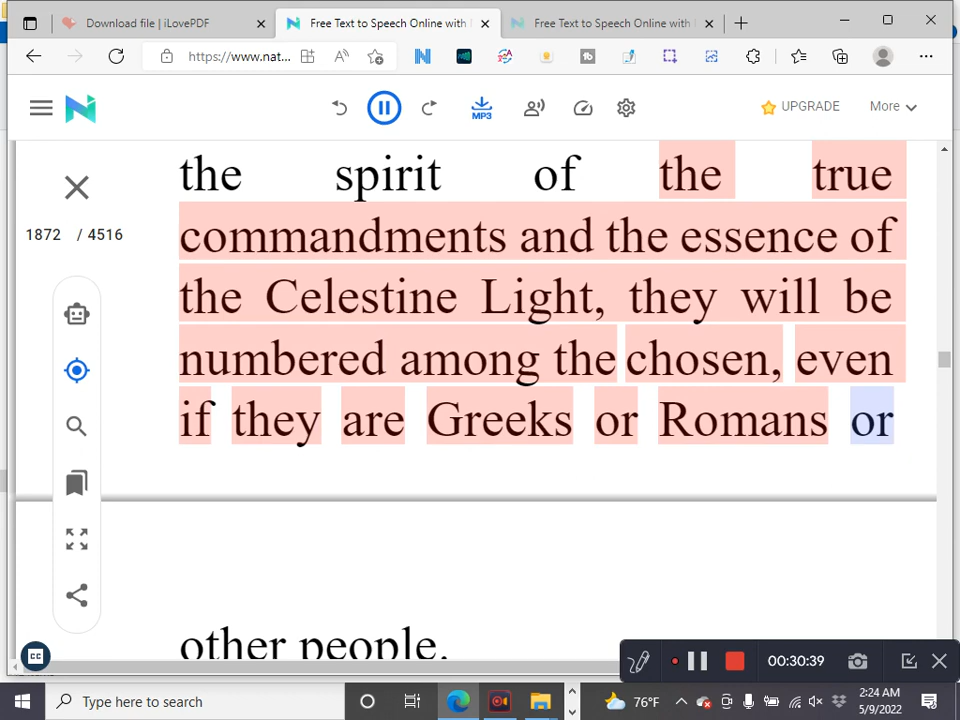 Download file | iLovePDF
Free Text to Speech Online with
Free Text to Speech Online with
https://www.nat...
UPGRADE
More
MP3
1872 / 4516
the spirit of the true
commandments and the essence of
the Celestine Light, they will be
numbered among the chosen, even
if they are Greeks or Romans or
other people.
CC
00:30:39
Type here to search
76°F
2:24 AM
5/9/2022